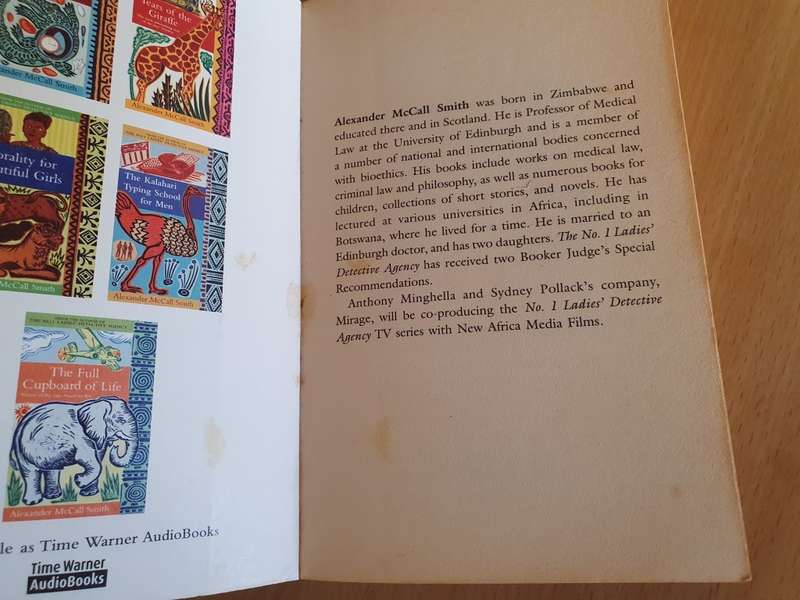 Tears of the
Giraffe
Alexander McCall Smith
Alexander McCall Smith
The Kalahari
Typing School
for Men
McCall Smith
Alexander McCall Smith
The Full
Cupboard of Life
Alexander McCall Smith
as Time Warner AudioBooks
Time Warner
AudioBooks
Alexander McCall Smith was born in Zimbabwe and
educated there and in Scotland. He is Professor of Medical
Law at the University of Edinburgh and is a member of
a number of national and international bodies concerned
with bioethics. His books include works on medical law,
criminal law and philosophy, as well as numerous books for
children, collections of short stories, and novels. He has
lectured at various universities in Africa, including in
Botswana, where he lived for a time. He is married to an
Edinburgh doctor, and has two daughters. The No. 1 Ladies'
Detective Agency has received two Booker Judge's Special
Recommendations.
Anthony Minghella and Sydney Pollack's company,
Mirage, will be co-producing the No. 1 Ladies' Detective
Agency TV series with New Africa Media Films.